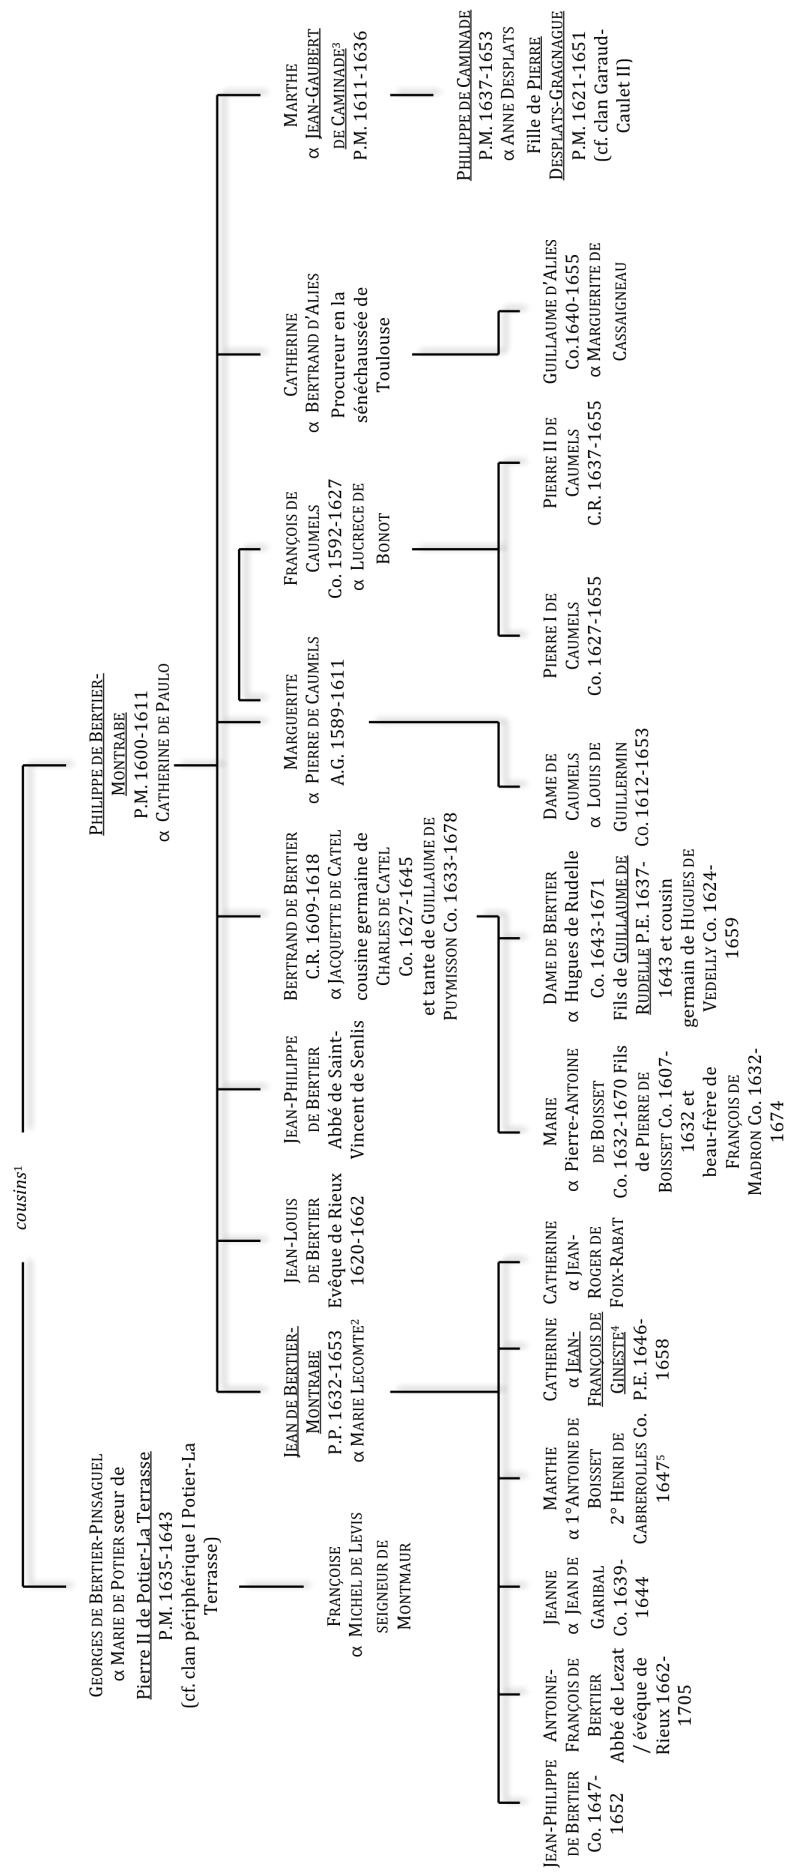 cousins¹
GEORGES DE BERTIER-PINSAGUEL
α MARIE DE POTIER sœur de
Pierre II de Potier-La Terrasse
P.M. 1635-1643
(cf. clan périphérique I Potier-La
Terrasse)
PHILIPPE DE BERTIER-
MONTRABE
P.M. 1600-1611
α CATHERINE DE PAULO
FRANÇOISE
α MICHEL DE LEVIS
SEIGNEUR DE
MONTMAUR
JEAN DE BERTIER-
MONTRABE
P.P. 1632-1653
α MARIE LECOMTE²
JEAN-LOUIS
DE BERTIER
Evêque de Rieux
1620-1662
JEAN-PHILIPPE
DE BERTIER
Abbé de Saint-
Vincent de Senlis
BERTRAND DE BERTIER
C.R. 1609-1618
α JACQUETTE DE CATEL
cousine germaine de
CHARLES DE CATEL
Co. 1627-1645
et tante de GUILLAUME DE
PUYMISSON Co. 1633-1678
MARGUERITE
α PIERRE DE CAUMELS
A.G. 1589-1611
FRANÇOIS DE
CAUMELS
Co. 1592-1627
α LUCRECE DE
BONOT
CATHERINE
α BERTRAND D'ALIES
Procureur en la
sénéchaussée de
Toulouse
MARTHE
α JEAN-GAUBERT
DE CAMINADE³
P.M. 1611-1636
JEAN-PHILIPPE
DE BERTIER
Co. 1647-
1652
ANTOINE-
FRANÇOIS DE
BERTIER
Abbé de Lezat
/ évêque de
Rieux 1662-
1705
JEANNE
α JEAN DE
GARIBAL
Co. 1639-
1644
MARTHE
α 1° ANTOINE DE
BOISSET
2° HENRI DE
CABREROLLES Co.
1647⁵
CATHERINE
α JEAN-
FRANÇOIS DE
GINESTE⁴
P.E. 1646-
1658
CATHERINE
α JEAN-
ROGER DE
FOIX-RABAT
MARIE
α Pierre-ANTOINE
DE BOISSET
Co. 1632-1670 Fils
de PIERRE DE
BOISSET Co. 1607-
1632 et
beau-frère de
FRANÇOIS DE
MADRON Co. 1632-
1674
DAME DE BERTIER
α Hugues de Rudelle
Co. 1643-1671
Fils de GUILLAUME DE
RUDELLE P.E. 1637-
1643 et cousin
germain de HUGUES DE
VEDELLY Co. 1624-
1659
DAME DE
CAUMELS
α LOUIS DE
GUILLERMIN
Co. 1612-1653
PIERRE I DE
CAUMELS
Co. 1627-1655
PIERRE II DE
CAUMELS
C.R. 1637-1655
GUILLAUME D'ALIES
Co.1640-1655
α MARGUERITE DE
CASSAIGNEAU
PHILIPPE DE CAMINADE
P.M. 1637-1653
α ANNE DESPLATS
Fille de PIERRE
DESPLATS-GRAGNAGUE
P.M. 1621-1651
(cf. clan Garaud-
Caulet II)